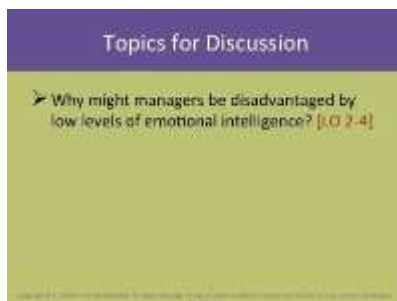 Topics for Discussion
➢ Why might managers be disadvantaged by
low levels of emotional intelligence? [LO 2-4]